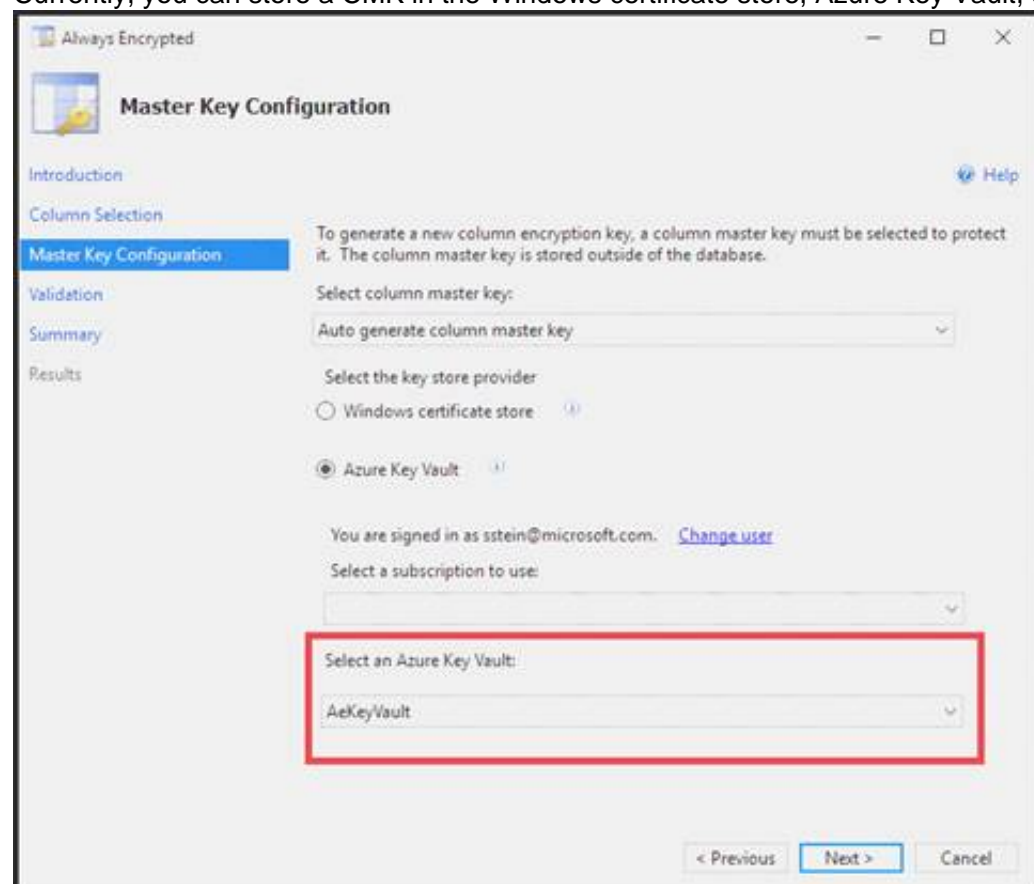 Currently, you can store a CMK in the Windows certificate store, Azure Key Vault,
Always Encrypted
Master Key Configuration
Introduction
Help
Column Selection
Master Key Configuration
Validation
Summary
Results
To generate a new column encryption key, a column master key must be selected to protect
it. The column master key is stored outside of the database.
Select column master key:
Auto generate column master key
Select the key store provider
Windows certificate store
Azure Key Vault
You are signed in as sstein@microsoft.com. Change user
Select a subscription to use:
Select an Azure Key Vault:
AeKeyVault
< Previous
Next >
Cancel